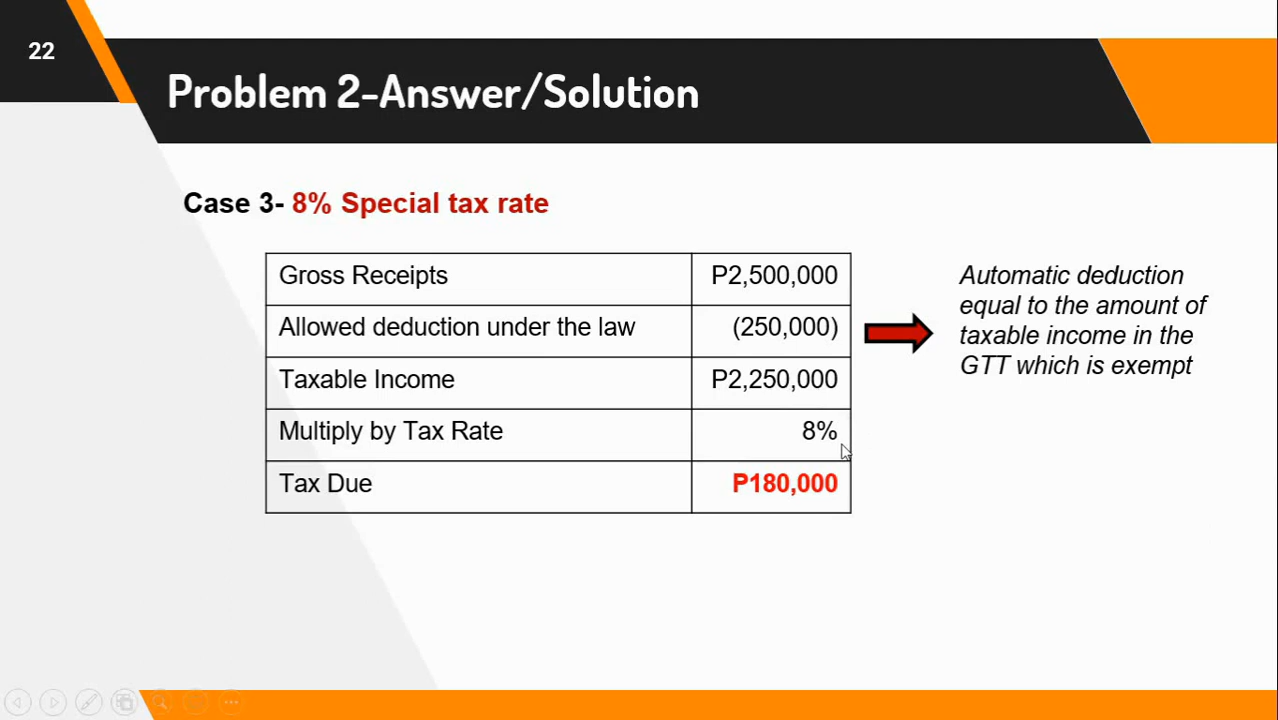 22
Problem 2-Answer/Solution
Case 3- 8% Special tax rate
Gross Receipts P2,500,000
Allowed deduction under the law (250,000)
Taxable Income P2,250,000
Multiply by Tax Rate 8%
Tax Due P180,000
Automatic deduction
equal to the amount of
taxable income in the
GTT which is exempt